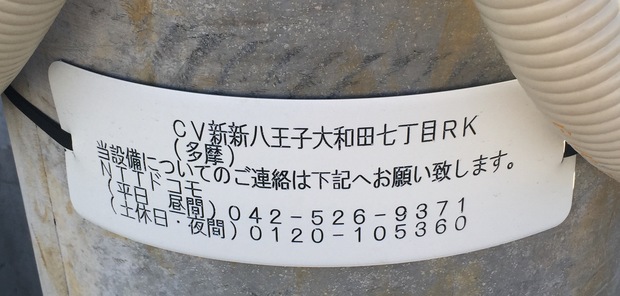 ＣＶ新新八王子大和田七丁目ＲＫ
（多摩）
当設備についてのご連絡は下記へお願い致します。
ＮＴＴドコモ
（平日・昼間）０４２－５２６－９３７１
（土休日・夜間）０１２０－１０５３６０